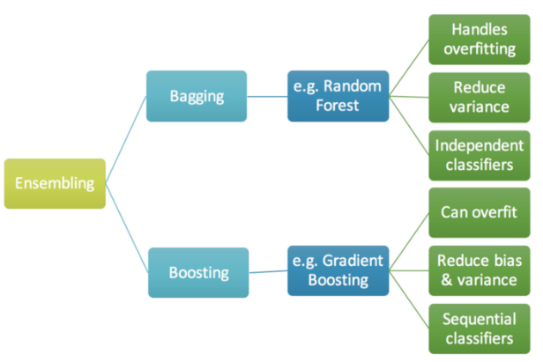 Ensembling
Bagging
e.g. Random
Forest
Handles
overfitting
Reduce
variance
Independent
classifiers
Boosting
e.g. Gradient
Boosting
Can overfit
Reduce bias
& variance
Sequential
classifiers